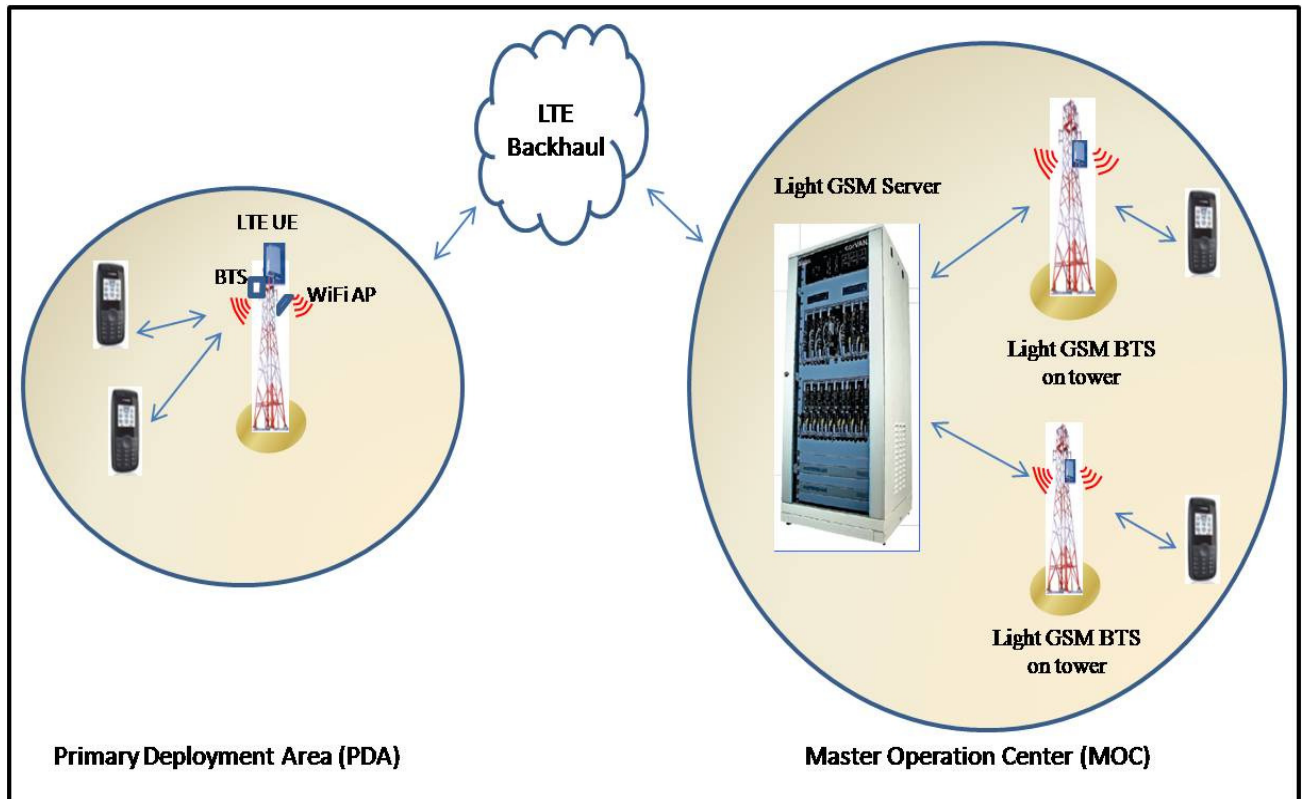 LTE
Backhaul
Light GSM Server
LTE UE
BTS
WiFi AP
Light GSM BTS
on tower
Light GSM BTS
on tower
Primary Deployment Area (PDA)
Master Operation Center (MOC)